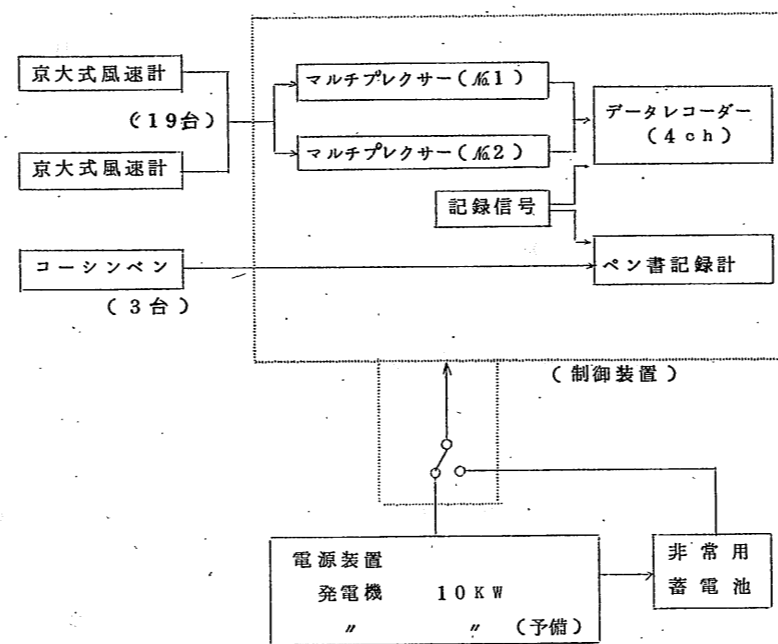 京大式風速計
(19台)
京大式風速計
コーシンベン
(3台)
マルチプレクサー(№1)
マルチプレクサー(№2)
記録信号
データレコーダー
(4ch)
ペン書記録計
(制御装置)
電源装置
発電機 10KW
〃 〃 (予備)
非常用
蓄電池